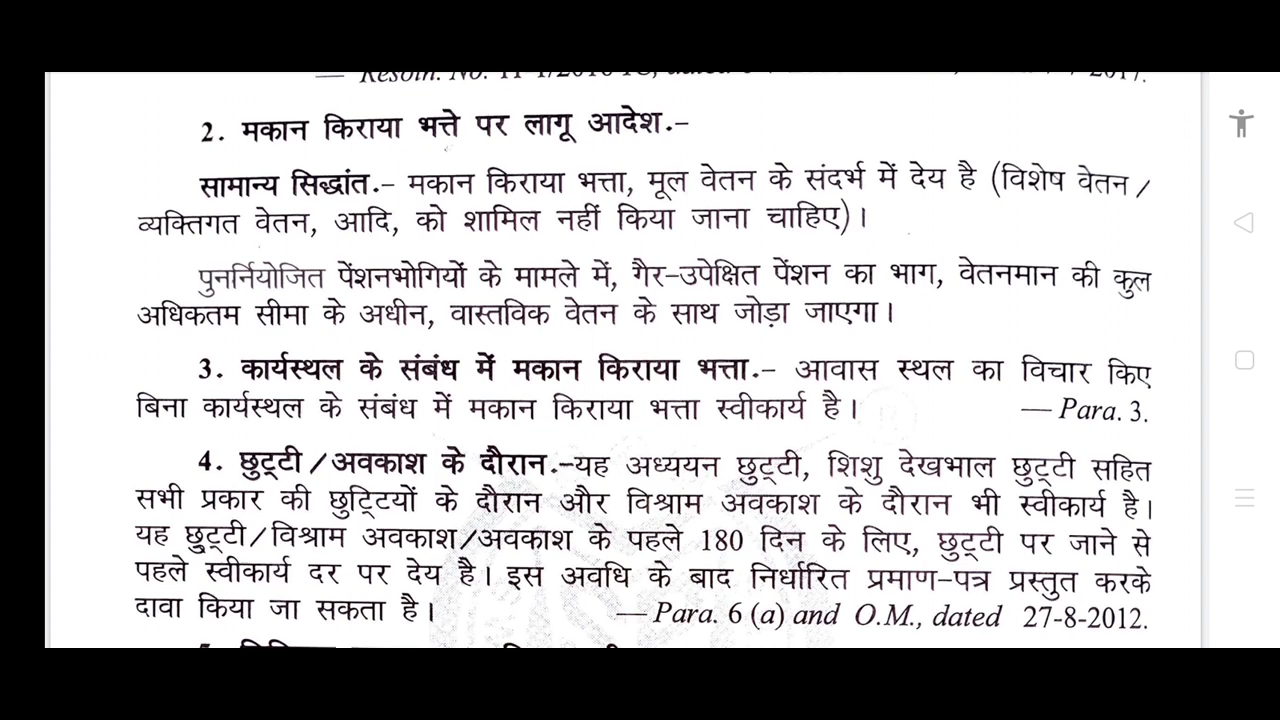 2. मकान किराया भत्ते पर लागू आदेश.-
सामान्य सिद्धांत.- मकान किराया भत्ता, मूल वेतन के संदर्भ में देय है (विशेष वेतन /
व्यक्तिगत वेतन, आदि, को शामिल नहीं किया जाना चाहिए)।
पुनर्नियोजित पेंशनभोगियों के मामले में, गैर-उपेक्षित पेंशन का भाग, वेतनमान की कुल
अधिकतम सीमा के अधीन, वास्तविक वेतन के साथ जोड़ा जाएगा।
3. कार्यस्थल के संबंध में मकान किराया भत्ता.- आवास स्थल का विचार किए
बिना कार्यस्थल के संबंध में मकान किराया भत्ता स्वीकार्य है। — Para. 3.
4. छुट्टी/अवकाश के दौरान.-यह अध्ययन छुट्टी, शिशु देखभाल छुट्टी सहित
सभी प्रकार की छुट्टियों के दौरान और विश्राम अवकाश के दौरान भी स्वीकार्य है।
यह छुट्टी/विश्राम अवकाश/अवकाश के पहले 180 दिन के लिए, छुट्टी पर जाने से
पहले स्वीकार्य दर पर देय है। इस अवधि के बाद निर्धारित प्रमाण-पत्र प्रस्तुत करके
दावा किया जा सकता है। — Para. 6 (a) and O.M., dated 27-8-2012.